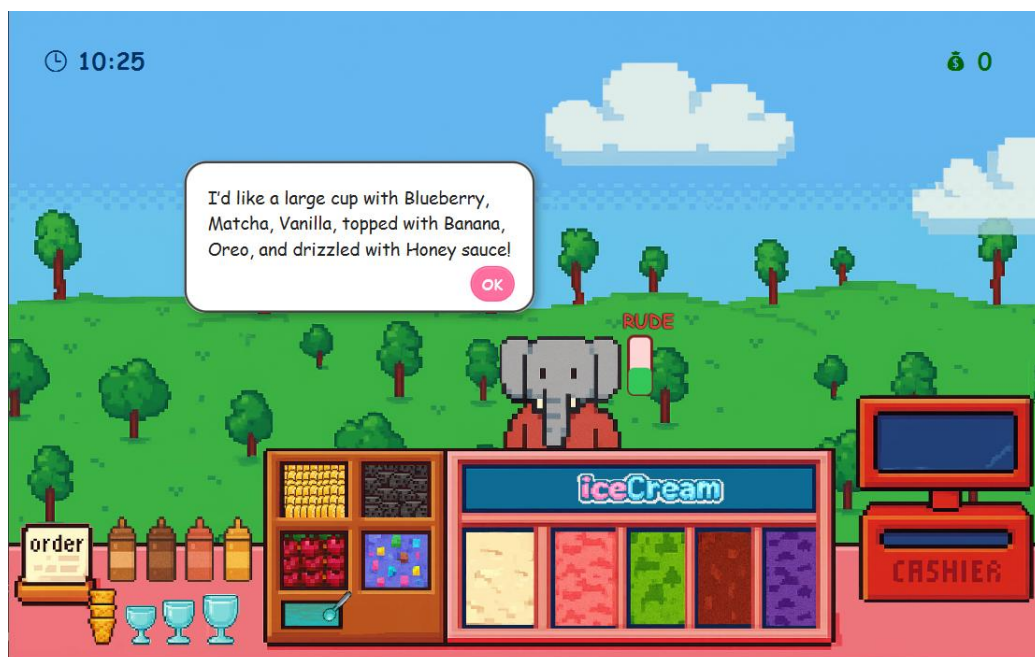 10:25
$ 0
I'd like a large cup with Blueberry,
Matcha, Vanilla, topped with Banana,
Oreo, and drizzled with Honey sauce!
OK
RUDE
iceCream
order
CASHIER